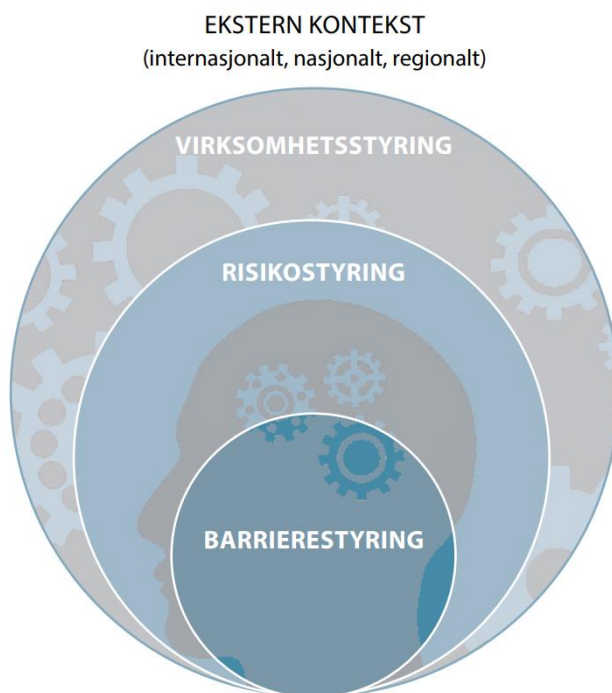 EKSTERN KONTEKST
(internasjonalt, nasjonalt, regionalt)
VIRKSOMHETSSTYRING
RISIKOSTYRING
BARRIERESTYRING